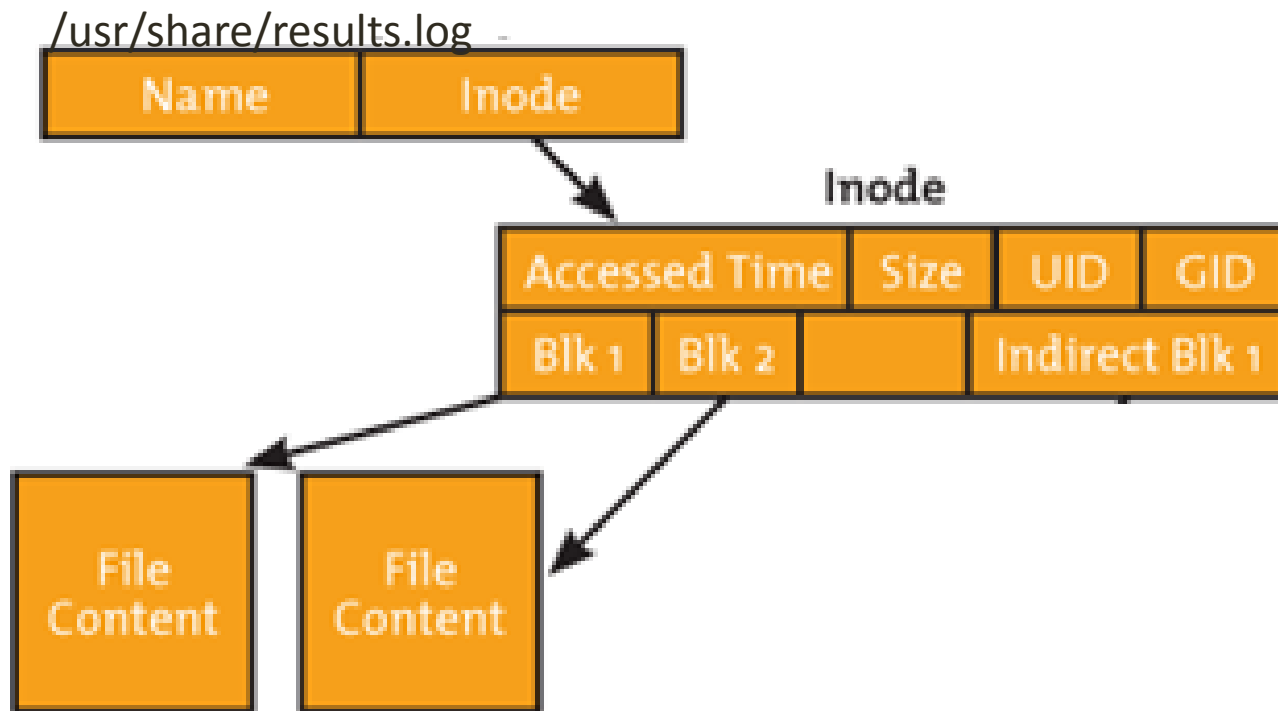 /usr/share/results.log
Name Inode
Inode
Accessed Time Size UID GID
Blk 1 Blk 2 Indirect Blk 1
File Content
File Content